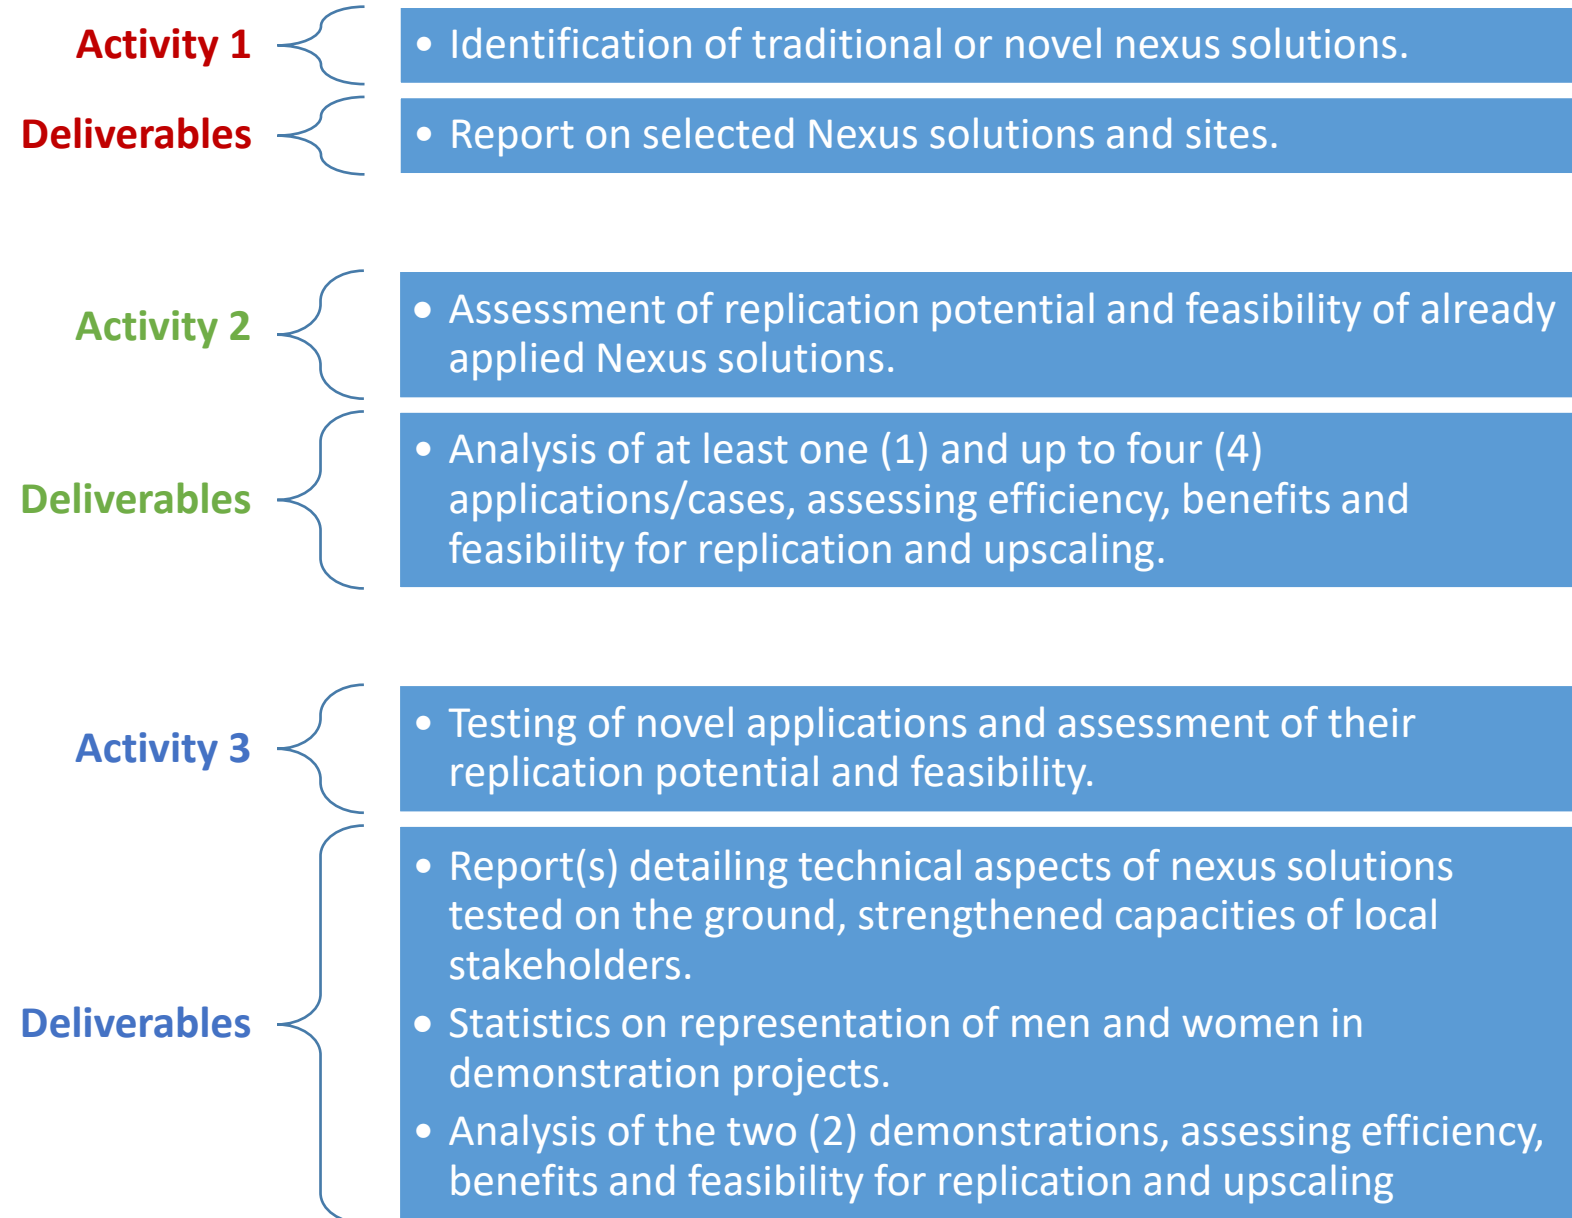 Activity 1
• Identification of traditional or novel nexus solutions.
Deliverables
• Report on selected Nexus solutions and sites.
Activity 2
• Assessment of replication potential and feasibility of already
applied Nexus solutions.
Deliverables
• Analysis of at least one (1) and up to four (4)
applications/cases, assessing efficiency, benefits and
feasibility for replication and upscaling.
Activity 3
• Testing of novel applications and assessment of their
replication potential and feasibility.
Deliverables
• Report(s) detailing technical aspects of nexus solutions
tested on the ground, strengthened capacities of local
stakeholders.
• Statistics on representation of men and women in
demonstration projects.
• Analysis of the two (2) demonstrations, assessing efficiency,
benefits and feasibility for replication and upscaling